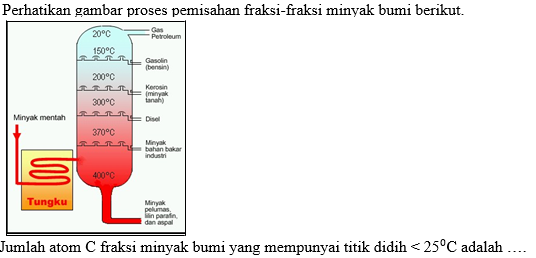 Perhatikan gambar proses pemisahan fraksi-fraksi minyak bumi berikut.
20°C
Gas
Petroleum
150°C
Gasolin
(bensin)
200°C
Kerosin
(minyak
tanah)
300°C
Minyak mentah
Disel
370°C
Minyak
bahan bakar
industri
400°C
Tungku
Minyak
pelumas,
lilin parafin,
dan aspal
Jumlah atom C fraksi minyak bumi yang mempunyai titik didih < 25⁰C adalah ….